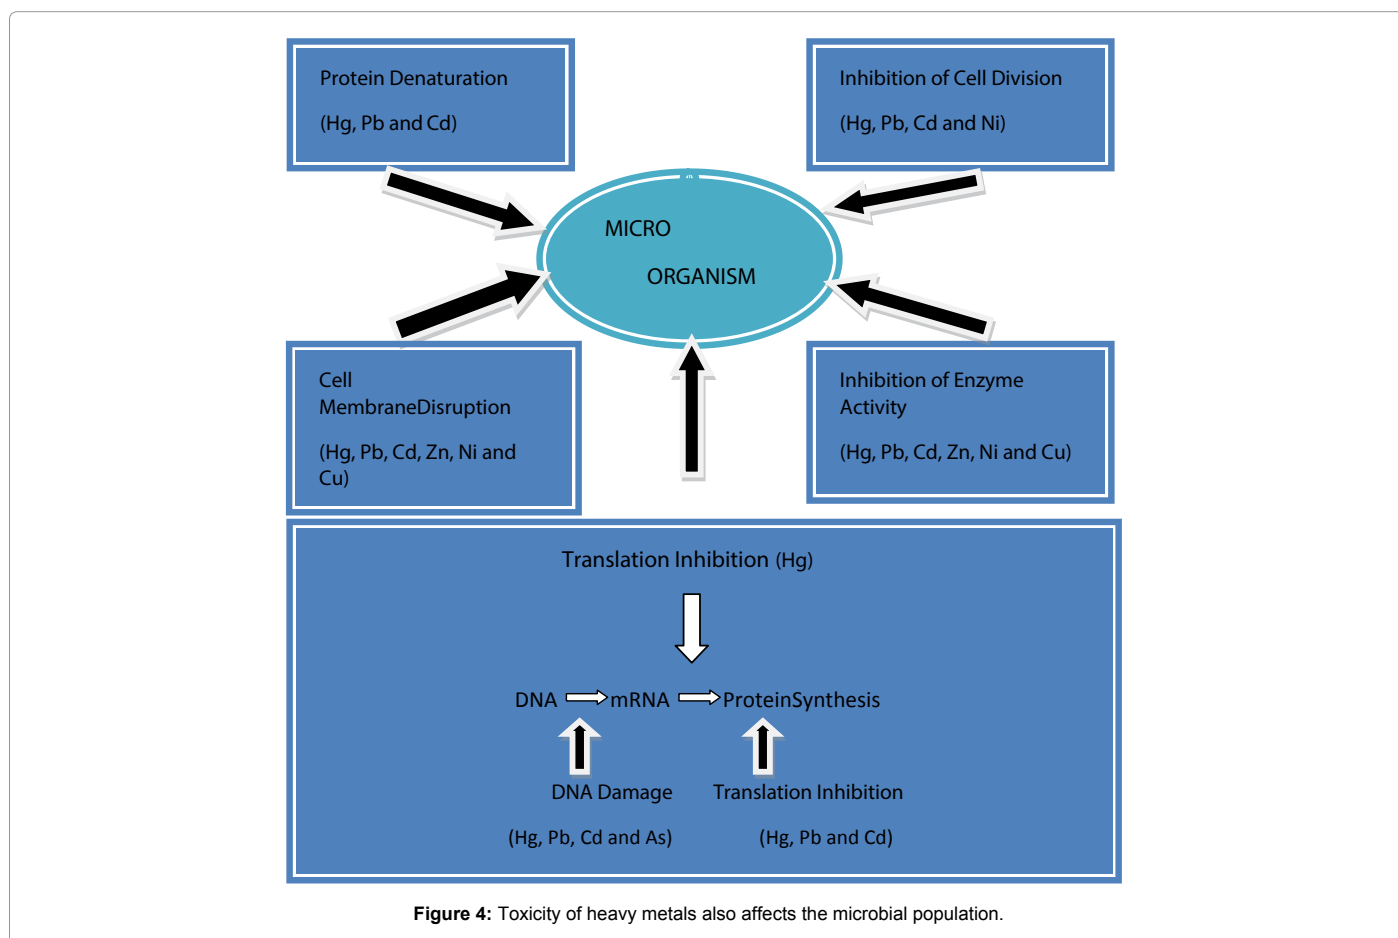 Protein Denaturation
(Hg, Pb and Cd)
Inhibition of Cell Division
(Hg, Pb, Cd and Ni)
MICRO
ORGANISM
Cell
MembraneDisruption
(Hg, Pb, Cd, Zn, Ni and
Cu)
Inhibition of Enzyme
Activity
(Hg, Pb, Cd, Zn, Ni and Cu)
Translation Inhibition (Hg)
DNA mRNA ProteinSynthesis
DNA Damage
(Hg, Pb, Cd and As)
Translation Inhibition
(Hg, Pb and Cd)
Figure 4: Toxicity of heavy metals also affects the microbial population.